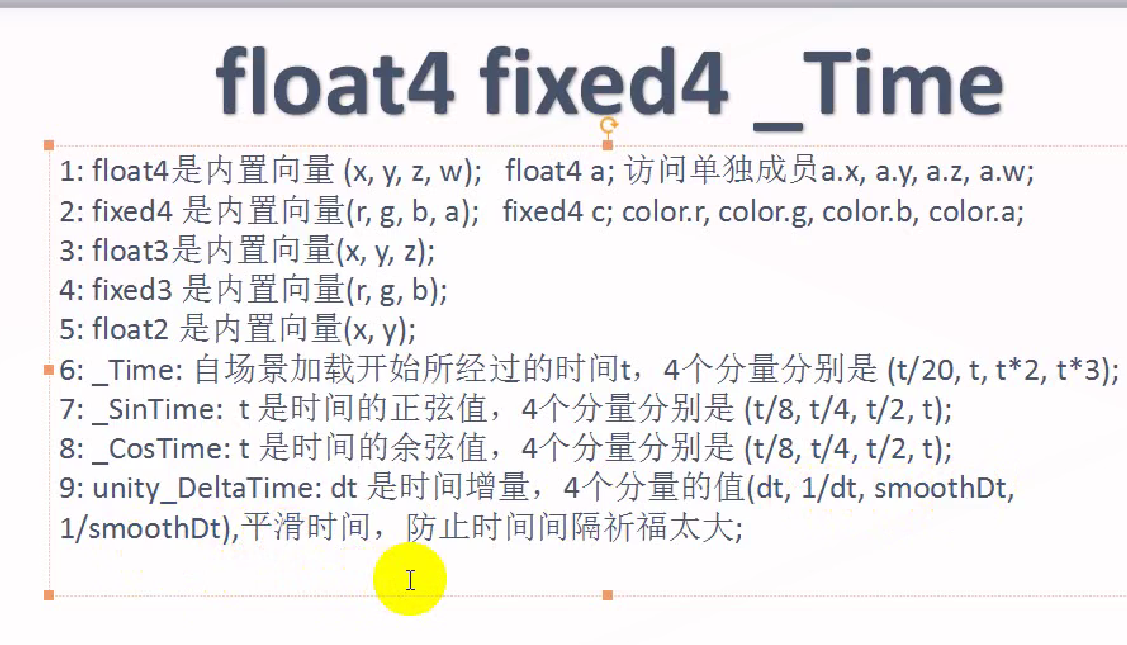 float4 fixed4 _Time
1: float4是内置向量 (x, y, z, w);   float4 a; 访问单独成员a.x, a.y, a.z, a.w;
2: fixed4 是内置向量(r, g, b, a);   fixed4 c; color.r, color.g, color.b, color.a;
3: float3是内置向量(x, y, z);
4: fixed3 是内置向量(r, g, b);
5: float2 是内置向量(x, y);
6: _Time: 自场景加载开始所经过的时间t，4个分量分别是 (t/20, t, t*2, t*3);
7: _SinTime:  t 是时间的正弦值，4个分量分别是 (t/8, t/4, t/2, t);
8: _CosTime: t 是时间的余弦值，4个分量分别是 (t/8, t/4, t/2, t);
9: unity_DeltaTime: dt 是时间增量，4个分量的值(dt, 1/dt, smoothDt,
1/smoothDt),平滑时间，防止时间间隔祈福太大;